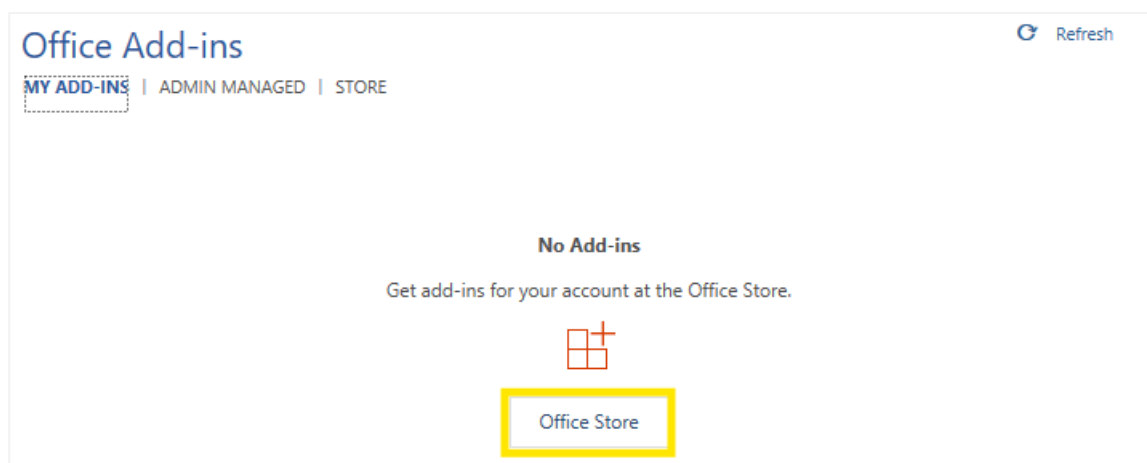 Office Add-ins
Refresh
MY ADD-INS | ADMIN MANAGED | STORE
No Add-ins
Get add-ins for your account at the Office Store.
Office Store